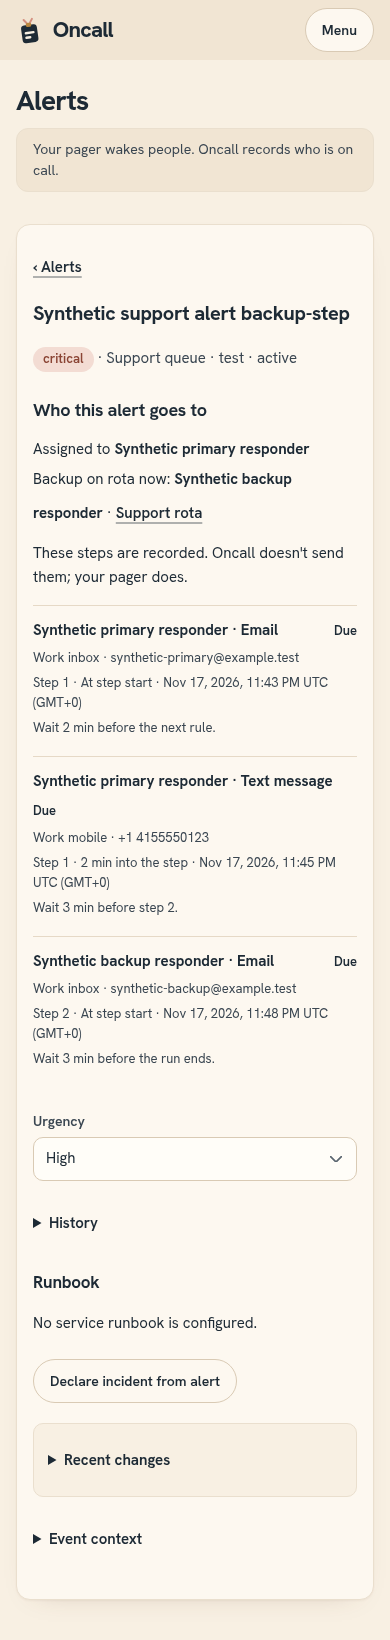 Oncall
Menu
Alerts
Your pager wakes people. Oncall records who is on
call.
‹ Alerts
Synthetic support alert backup-step
critical · Support queue · test · active
Who this alert goes to
Assigned to Synthetic primary responder
Backup on rota now: Synthetic backup
responder · Support rota
These steps are recorded. Oncall doesn't send
them; your pager does.
Synthetic primary responder · Email Due
Work inbox · synthetic-primary@example.test
Step 1 · At step start · Nov 17, 2026, 11:43 PM UTC
(GMT+0)
Wait 2 min before the next rule.
Synthetic primary responder · Text message
Due
Work mobile · +1 4155550123
Step 1 · 2 min into the step · Nov 17, 2026, 11:45 PM
UTC (GMT+0)
Wait 3 min before step 2.
Synthetic backup responder · Email Due
Work inbox · synthetic-backup@example.test
Step 2 · At step start · Nov 17, 2026, 11:48 PM UTC
(GMT+0)
Wait 3 min before the run ends.
Urgency
High
History
Runbook
No service runbook is configured.
Declare incident from alert
Recent changes
Event context